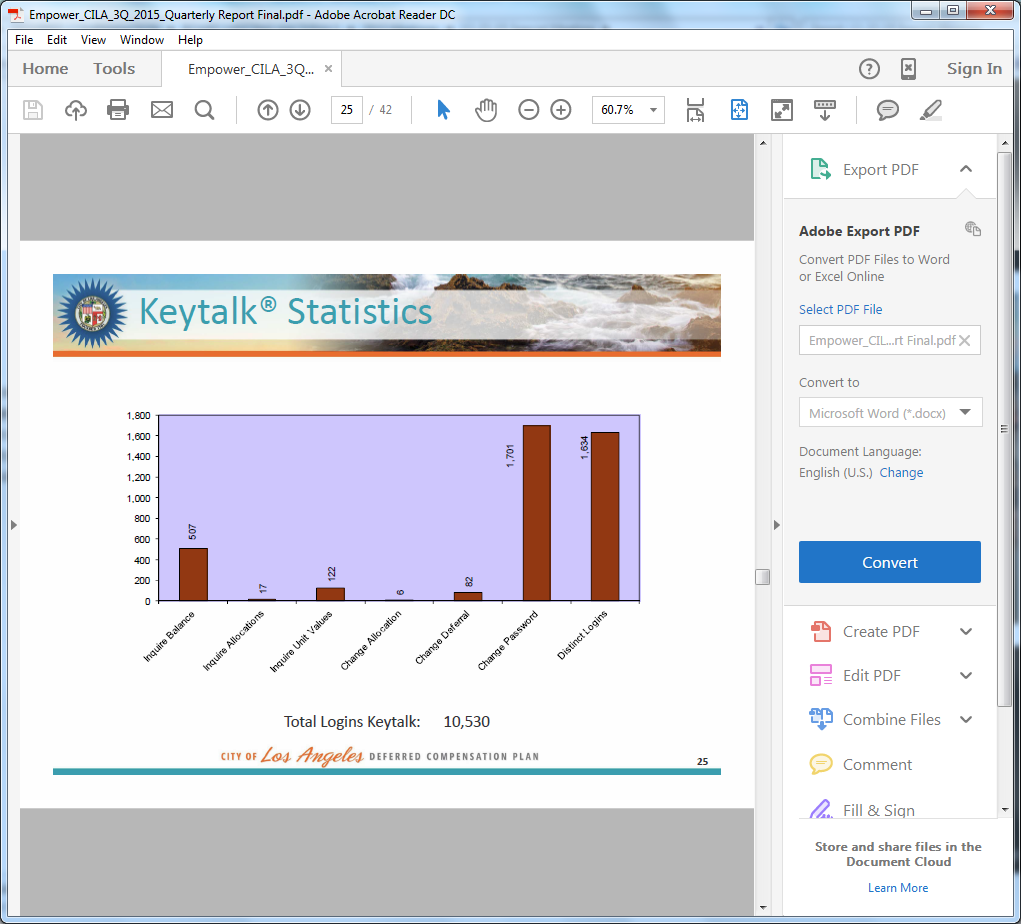 Empower_CILA_3Q_2015_Quarterly Report Final.pdf - Adobe Acrobat Reader DC
File Edit View Window Help
Home Tools Empower_CILA_3Q... × Sign In
25 / 42 60.7%
Export PDF
Adobe Export PDF
Convert PDF Files to Word
or Excel Online
Select PDF File
Empower_CIL...rt Final.pdf
Convert to
Microsoft Word (*.docx)
Document Language:
English (U.S.) Change
Convert
Create PDF
Edit PDF
Combine Files
Comment
Fill & Sign
Store and share files in the
Document Cloud
Learn More
Keytalk® Statistics
1,800
1,600
1,400
1,200
1,000
800
600
400
200
0
507
17
122
6
82
1,701
1,634
Inquire Balance
Inquire Allocations
Inquire Unit Values
Change Allocation
Change Deferral
Change Password
Distinct Logins
Total Logins Keytalk: 10,530
CITY OF Los Angeles DEFERRED COMPENSATION PLAN
25